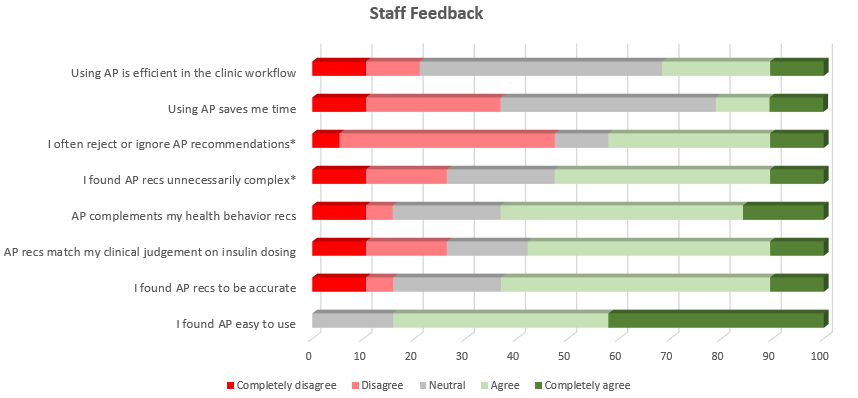 Staff Feedback
Using AP is efficient in the clinic workflow
Using AP saves me time
I often reject or ignore AP recommendations*
I found AP recs unnecessarily complex*
AP complements my health behavior recs
AP recs match my clinical judgement on insulin dosing
I found AP recs to be accurate
I found AP easy to use
0 10 20 30 40 50 60 70 80 90 100
Completely disagree Disagree Neutral Agree Completely agree